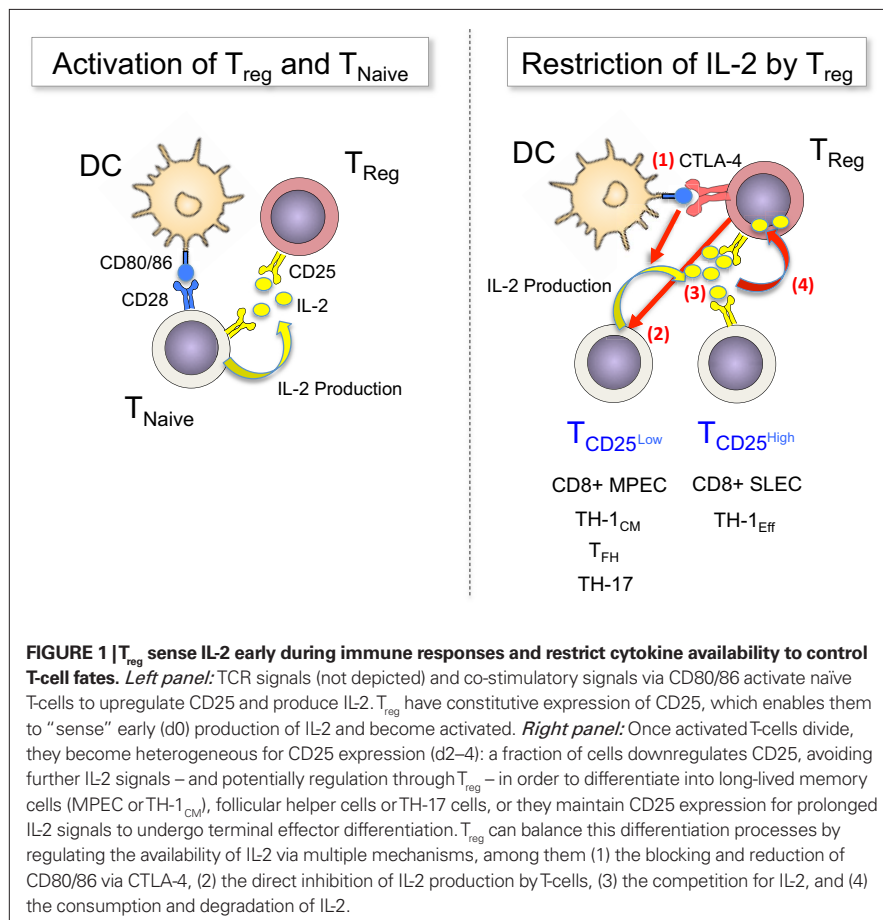 Activation of Treg and TNaive
DC
TReg
CD80/86
CD25
CD28
IL-2
IL-2 Production
TNaive
Restriction of IL-2 by Treg
DC
(1)
CTLA-4
TReg
IL-2 Production
(3)
(4)
(2)
TCD25Low
TCD25High
CD8+ MPEC
CD8+ SLEC
TH-1CM
TH-1Eff
TFH
TH-17
FIGURE 1 | Treg sense IL-2 early during immune responses and restrict cytokine availability to control
T-cell fates. Left panel: TCR signals (not depicted) and co-stimulatory signals via CD80/86 activate naïve
T-cells to upregulate CD25 and produce IL-2. Treg have constitutive expression of CD25, which enables them
to “sense” early (d0) production of IL-2 and become activated. Right panel: Once activated T-cells divide,
they become heterogeneous for CD25 expression (d2–4): a fraction of cells downregulates CD25, avoiding
further IL-2 signals – and potentially regulation through Treg – in order to differentiate into long-lived memory
cells (MPEC or TH-1CM), follicular helper cells or TH-17 cells, or they maintain CD25 expression for prolonged
IL-2 signals to undergo terminal effector differentiation. Treg can balance this differentiation processes by
regulating the availability of IL-2 via multiple mechanisms, among them (1) the blocking and reduction of
CD80/86 via CTLA-4, (2) the direct inhibition of IL-2 production by T-cells, (3) the competition for IL-2, and (4)
the consumption and degradation of IL-2.